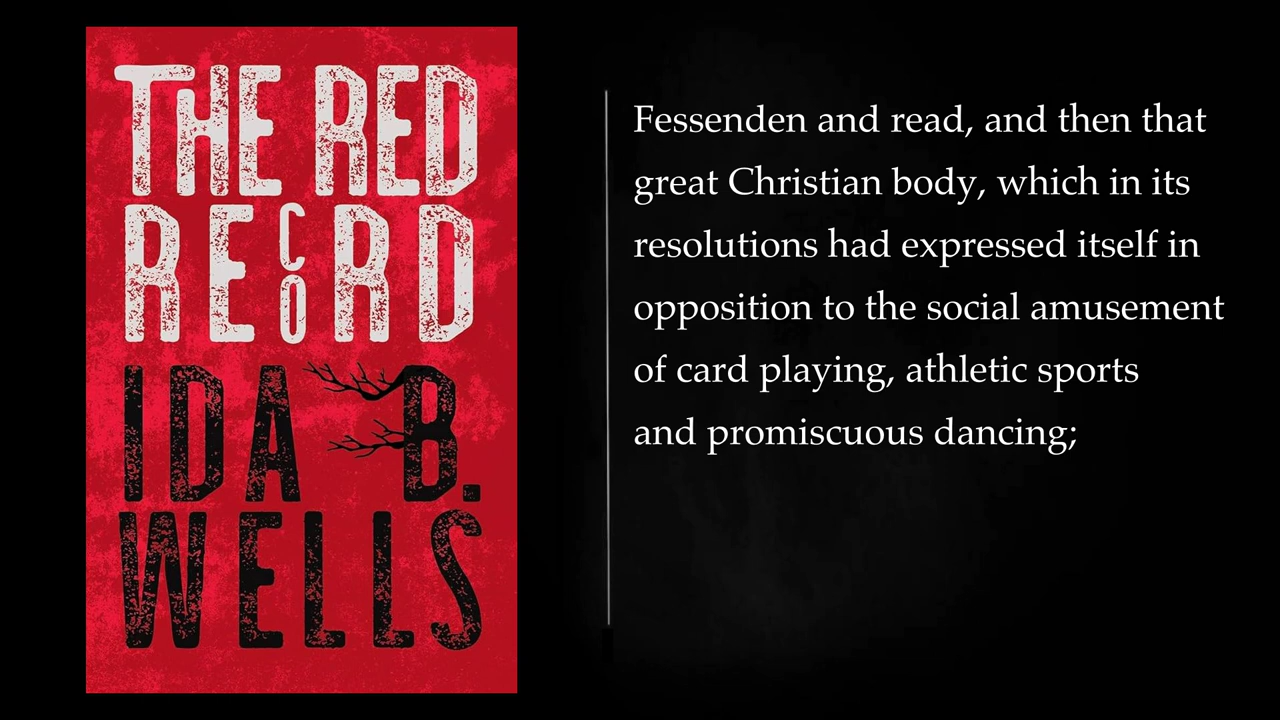 THE RED
RECORD
IDA B.
WELLS
Fessenden and read, and then that
great Christian body, which in its
resolutions had expressed itself in
opposition to the social amusement
of card playing, athletic sports
and promiscuous dancing;